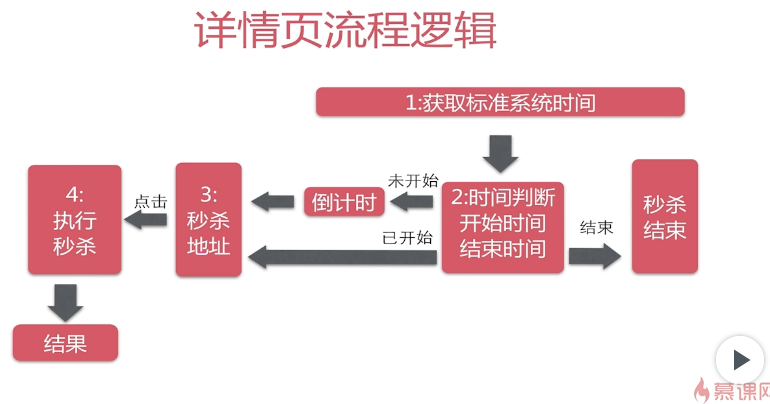 详情页流程逻辑
1:获取标准系统时间
2:时间判断
开始时间
结束时间
未开始
倒计时
已开始
结束
秒杀
结束
3:
秒杀
地址
点击
4:
执行
秒杀
结果
慕课网